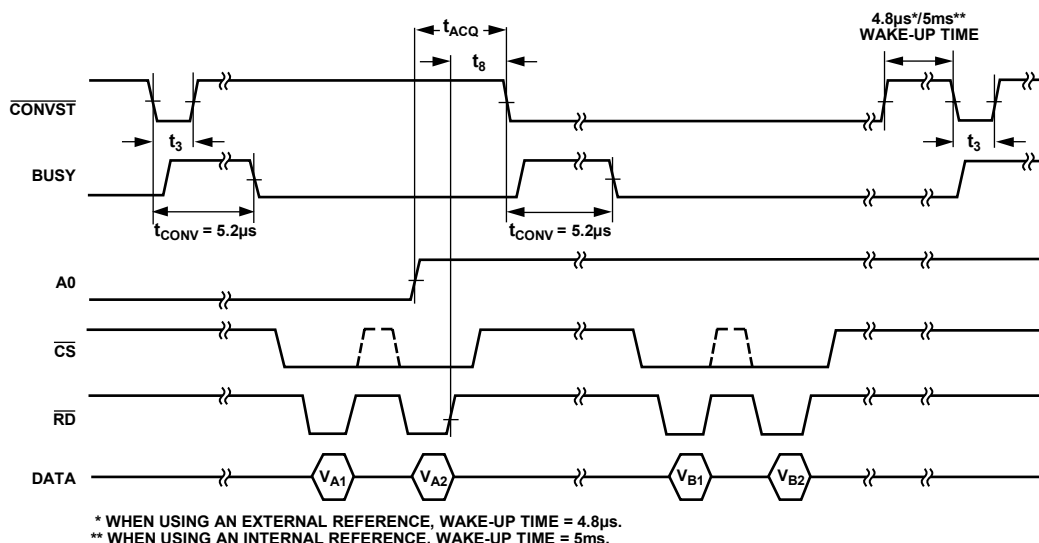 tACQ
4.8µs*/5ms**
WAKE-UP TIME
t8
CONVST
t3
t3
BUSY
tCONV = 5.2µs
tCONV = 5.2µs
A0
CS
RD
DATA
VA1
VA2
VB1
VB2
* WHEN USING AN EXTERNAL REFERENCE, WAKE-UP TIME = 4.8µs.
** WHEN USING AN INTERNAL REFERENCE, WAKE-UP TIME = 5ms.